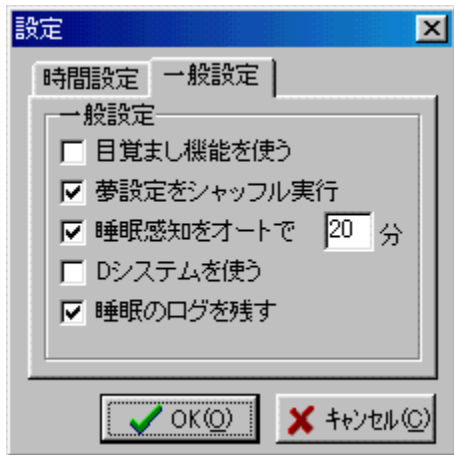 設定
時間設定 一般設定
一般設定
目覚まし機能を使う
夢設定をシャッフル実行
睡眠感知をオートで 20 分
Dシステムを使う
睡眠のログを残す
OK(O) ｷｬﾝｾﾙ(C)